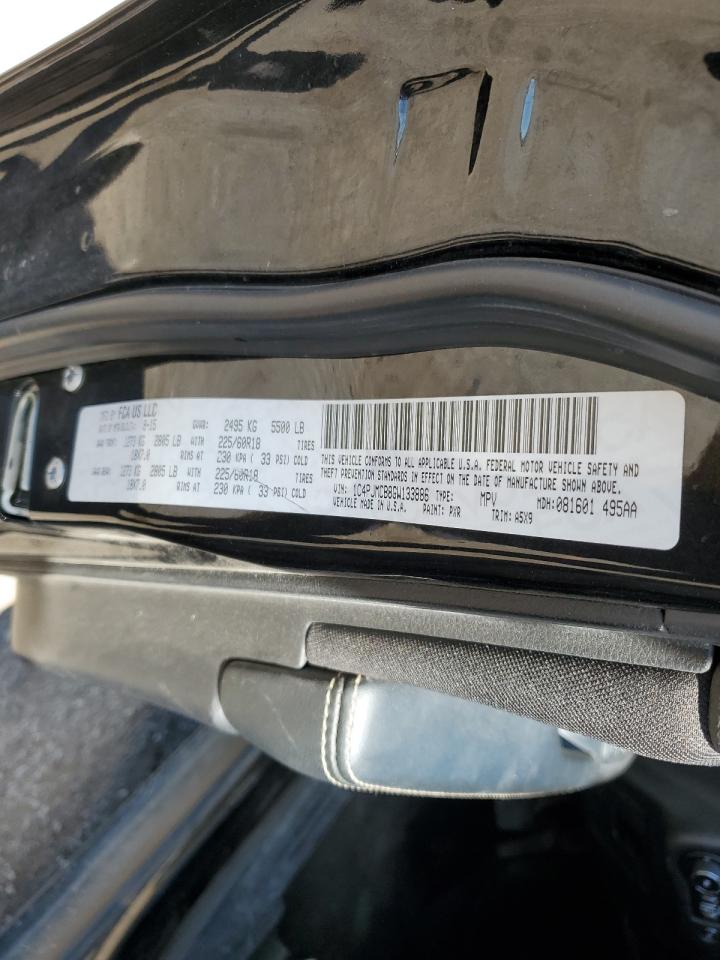 MFD BY: FCA US LLC
DATE OF MFR: 8-15 GVWR: 2495 KG 5500 LB
GAWR FRONT: 1273 KG 2805 LB WITH 225/60R18 TIRES
18X7.0 RIMS AT 230 KPA ( 33 PSI) COLD
GAWR REAR: 1273 KG 2805 LB WITH 225/60R18 TIRES
18X7.0 RIMS AT 230 KPA ( 33 PSI) COLD
THIS VEHICLE CONFORMS TO ALL APPLICABLE U.S.A. FEDERAL MOTOR VEHICLE SAFETY AND
THEFT PREVENTION STANDARDS IN EFFECT ON THE DATE OF MANUFACTURE SHOWN ABOVE.
VIN: 1C4PJMCB8GW133886 TYPE: MPV MDH: 081601 495AA
VEHICLE MADE IN U.S.A. PAINT: PXR TRIM: A5X9